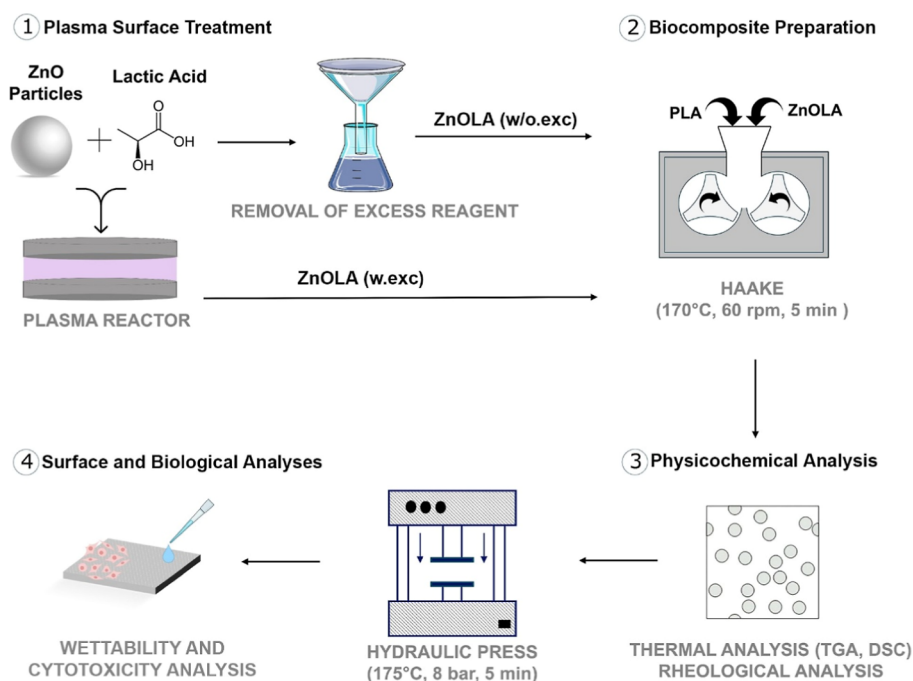 1 Plasma Surface Treatment
ZnO
Particles
Lactic Acid
O
OH
OH
REMOVAL OF EXCESS REAGENT
ZnOLA (w/o.exc)
PLASMA REACTOR
ZnOLA (w.exc)
2 Biocomposite Preparation
PLA
ZnOLA
HAAKE
(170°C, 60 rpm, 5 min )
3 Physicochemical Analysis
THERMAL ANALYSIS (TGA, DSC)
RHEOLOGICAL ANALYSIS
HYDRAULIC PRESS
(175°C, 8 bar, 5 min)
4 Surface and Biological Analyses
WETTABILITY AND
CYTOTOXICITY ANALYSIS